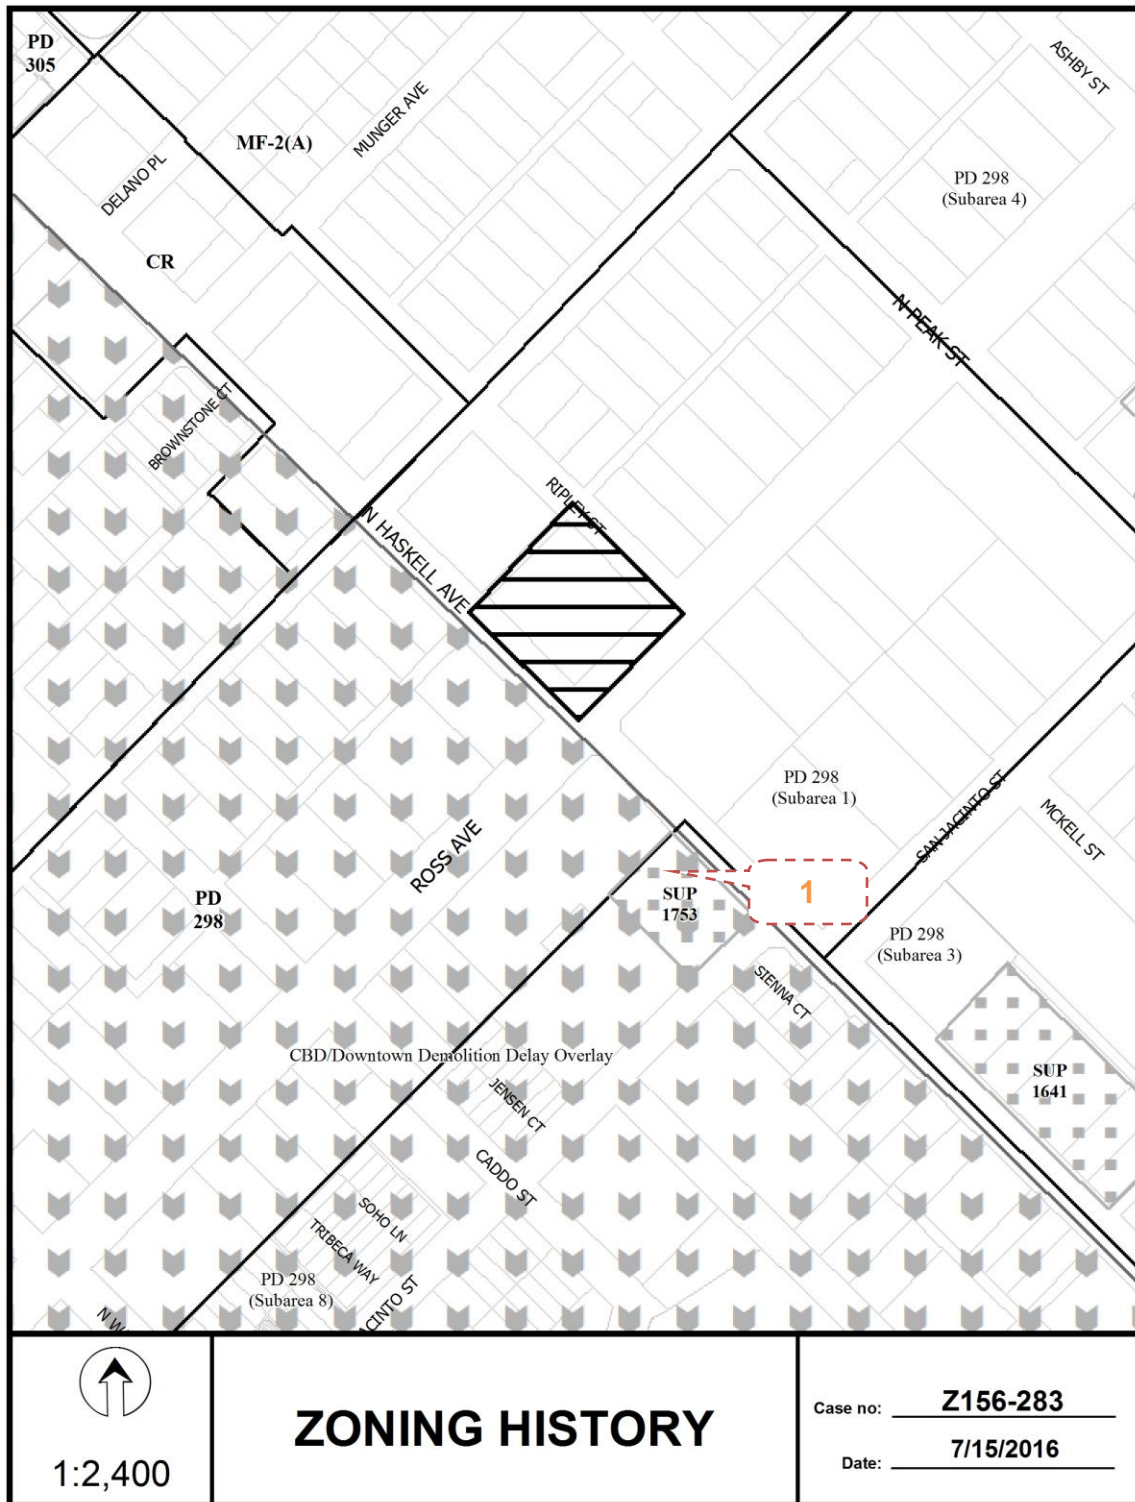 PD
305
ASHBY ST
MUNGER AVE
MF-2(A)
DELANO PL
PD 298
(Subarea 4)
CR
N PEAK ST
BROWNSTONE CT
RIPLEY ST
N HASKELL AVE
PD 298
(Subarea 1)
SAN JACINTO ST
MCKELL ST
ROSS AVE
PD
298
SUP
1753
1
PD 298
(Subarea 3)
SIENNA CT
CBD/Downtown Demolition Delay Overlay
SUP
1641
JENSEN CT
CADDO ST
SOHO LN
TRIBECA WAY
PD 298
(Subarea 8)
ACINTO ST
N W
1:2,400
ZONING HISTORY
Case no: Z156-283
Date: 7/15/2016